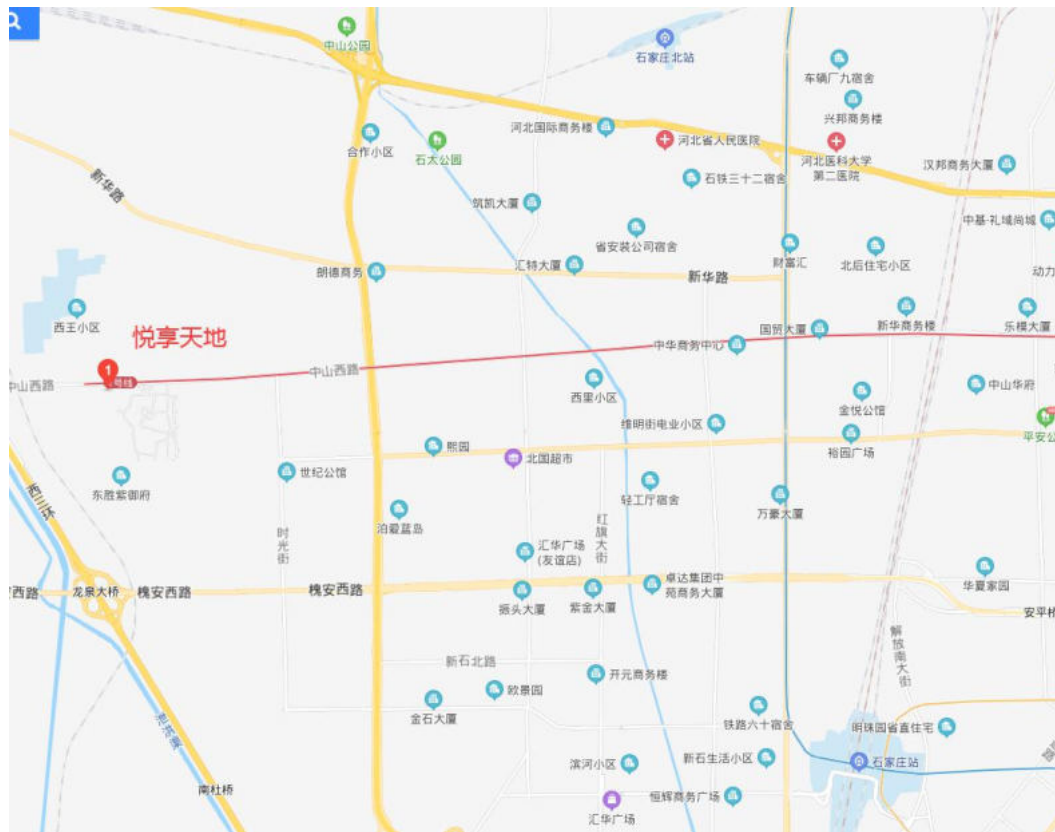 中山公园
石家庄北站
车辆厂九宿舍
兴邦商务楼
河北国际商务楼
河北省人民医院
合作小区
石太公园
河北医科大学
第二医院
汉邦商务大厦
石铁三十二宿舍
新华路
筑凯大厦
中基·礼域尚城
省安装公司宿舍
财富汇
北后住宅小区
朗德商务
汇特大厦
新华路
动力
西王小区
悦享天地
国贸大厦
新华商务楼
乐模大厦
中华商务中心
1
号线
中山西路
中山西路
西里小区
中山华府
金悦公馆
维明街电业小区
平安公
熙园
裕园广场
北国超市
世纪公馆
东胜紫御府
西三环
轻工厅宿舍
万豪大厦
泊爱蓝岛
时光街
红旗大街
汇华广场
(友谊店)
安西路
龙泉大桥
槐安西路
槐安西路
振头大厦
紫金大厦
卓达集团中
苑商务大厦
华夏家园
安平桥
解放南大街
新石北路
开元商务楼
欧景园
金石大厦
铁路六十宿舍
明珠园省直住宅
南杜桥
滨河小区
新石生活小区
石家庄站
恒辉商务广场
汇华广场